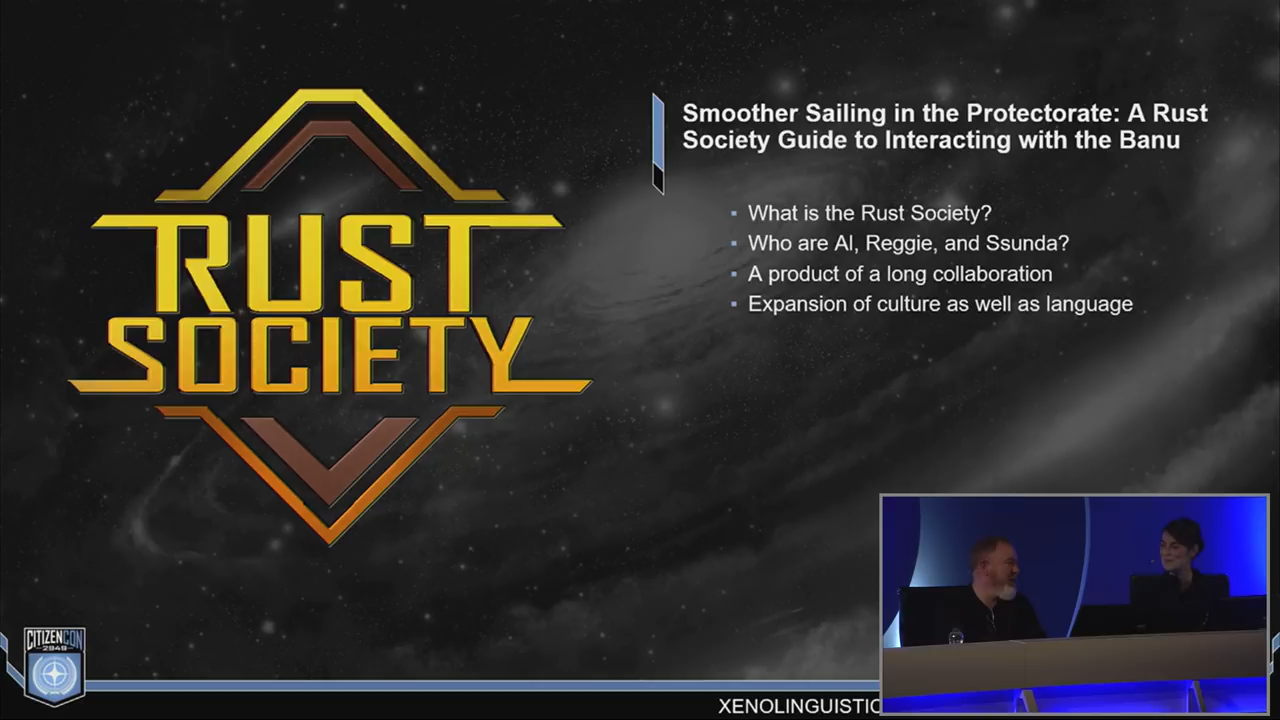 RUST
SOCIETY
Smoother Sailing in the Protectorate: A Rust
Society Guide to Interacting with the Banu
▪ What is the Rust Society?
▪ Who are Al, Reggie, and Ssunda?
▪ A product of a long collaboration
▪ Expansion of culture as well as language
CITIZENCON
2949
XENOLINGUISTIC